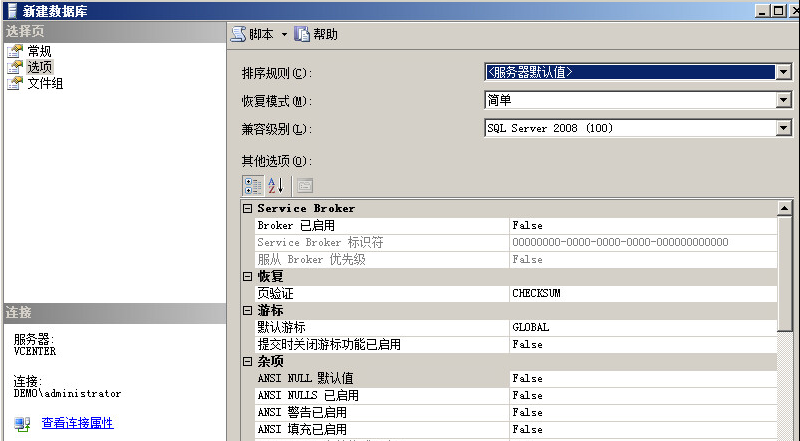 新建数据库
选择页
常规
选项
文件组
脚本
帮助
排序规则(C):
<服务器默认值>
恢复模式(M):
简单
兼容级别(L):
SQL Server 2008 (100)
其他选项(O):
Service Broker
Broker 已启用 False
Service Broker 标识符 00000000-0000-0000-0000-000000000000
服从 Broker 优先级 False
恢复
页验证 CHECKSUM
游标
默认游标 GLOBAL
提交时关闭游标功能已启用 False
杂项
ANSI NULL 默认值 False
ANSI NULLS 已启用 False
ANSI 警告已启用 False
ANSI 填充已启用 False
连接
服务器:
VCENTER
连接:
DEMO\administrator
查看连接属性